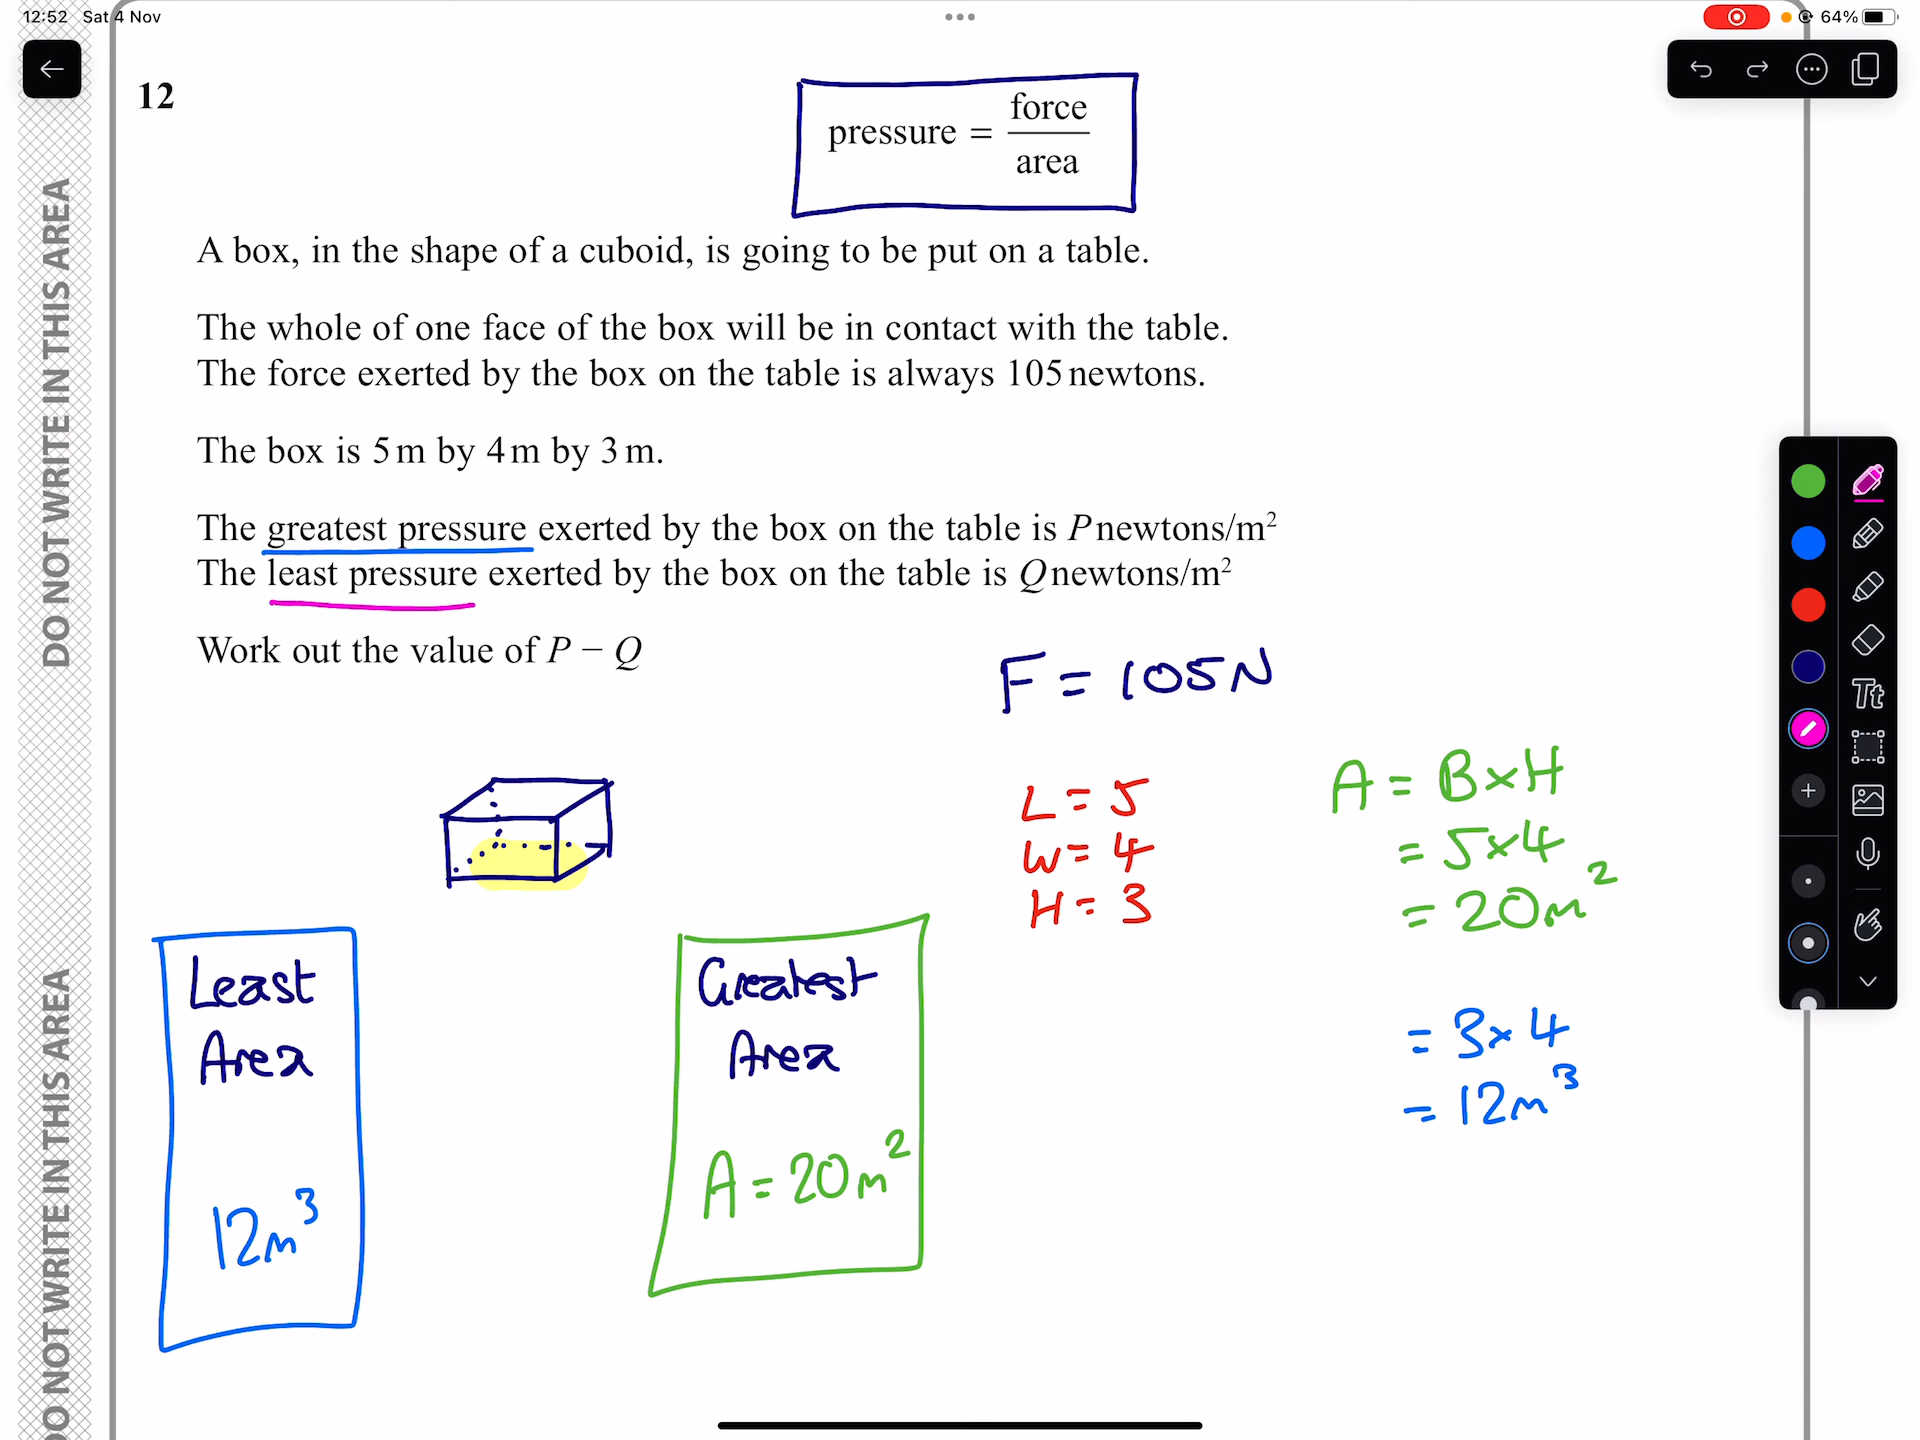 12:52 Sat 4 Nov
64%
12
pressure = force
area
A box, in the shape of a cuboid, is going to be put on a table.
The whole of one face of the box will be in contact with the table.
The force exerted by the box on the table is always 105 newtons.
The box is 5 m by 4 m by 3 m.
The greatest pressure exerted by the box on the table is P newtons/m²
The least pressure exerted by the box on the table is Q newtons/m²
Work out the value of P − Q
F = 105N
L = 5
W = 4
H = 3
A = B×H
= 5×4
= 20m²
= 3×4
= 12m³
Least
Area
12m³
Greatest
Area
A = 20m²
DO NOT WRITE IN THIS AREA
DO NOT WRITE IN THIS AREA
Tt